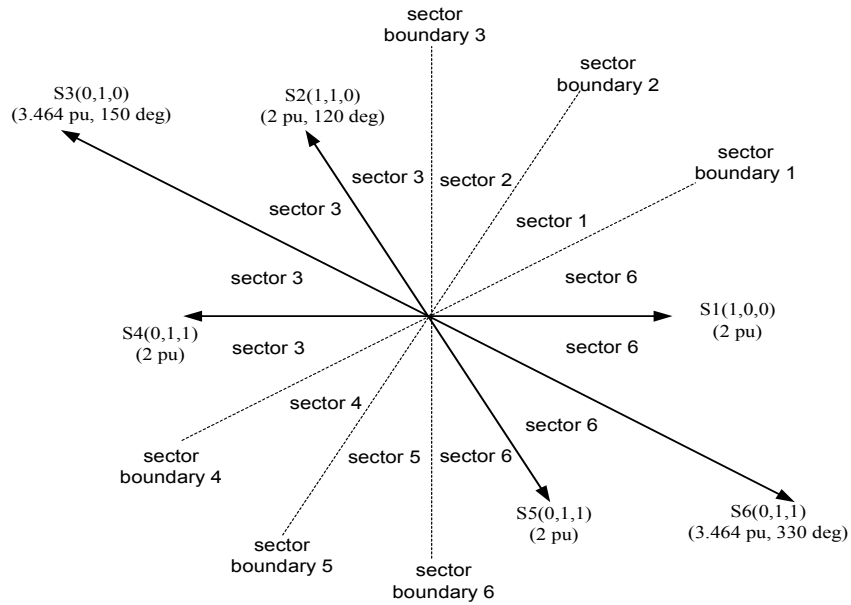 sector
boundary 3
sector
boundary 2
S3(0,1,0)
(3.464 pu, 150 deg)
S2(1,1,0)
(2 pu, 120 deg)
sector
boundary 1
sector 3
sector 2
sector 3
sector 1
sector 3
sector 6
S4(0,1,1)
(2 pu)
S1(1,0,0)
(2 pu)
sector 3
sector 6
sector 4
sector 6
sector
boundary 4
sector 5
sector 6
S5(0,1,1)
(2 pu)
S6(0,1,1)
(3.464 pu, 330 deg)
sector
boundary 5
sector
boundary 6